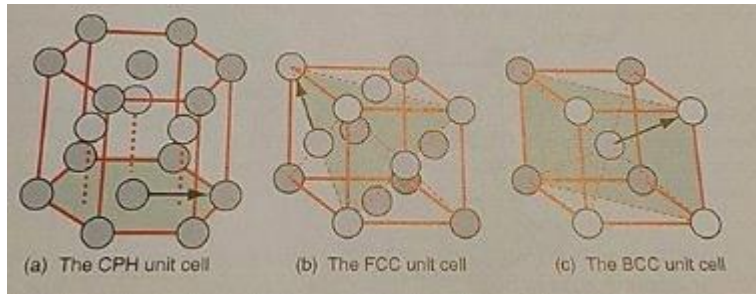 (a) The CPH unit cell
(b) The FCC unit cell
(c) The BCC unit cell